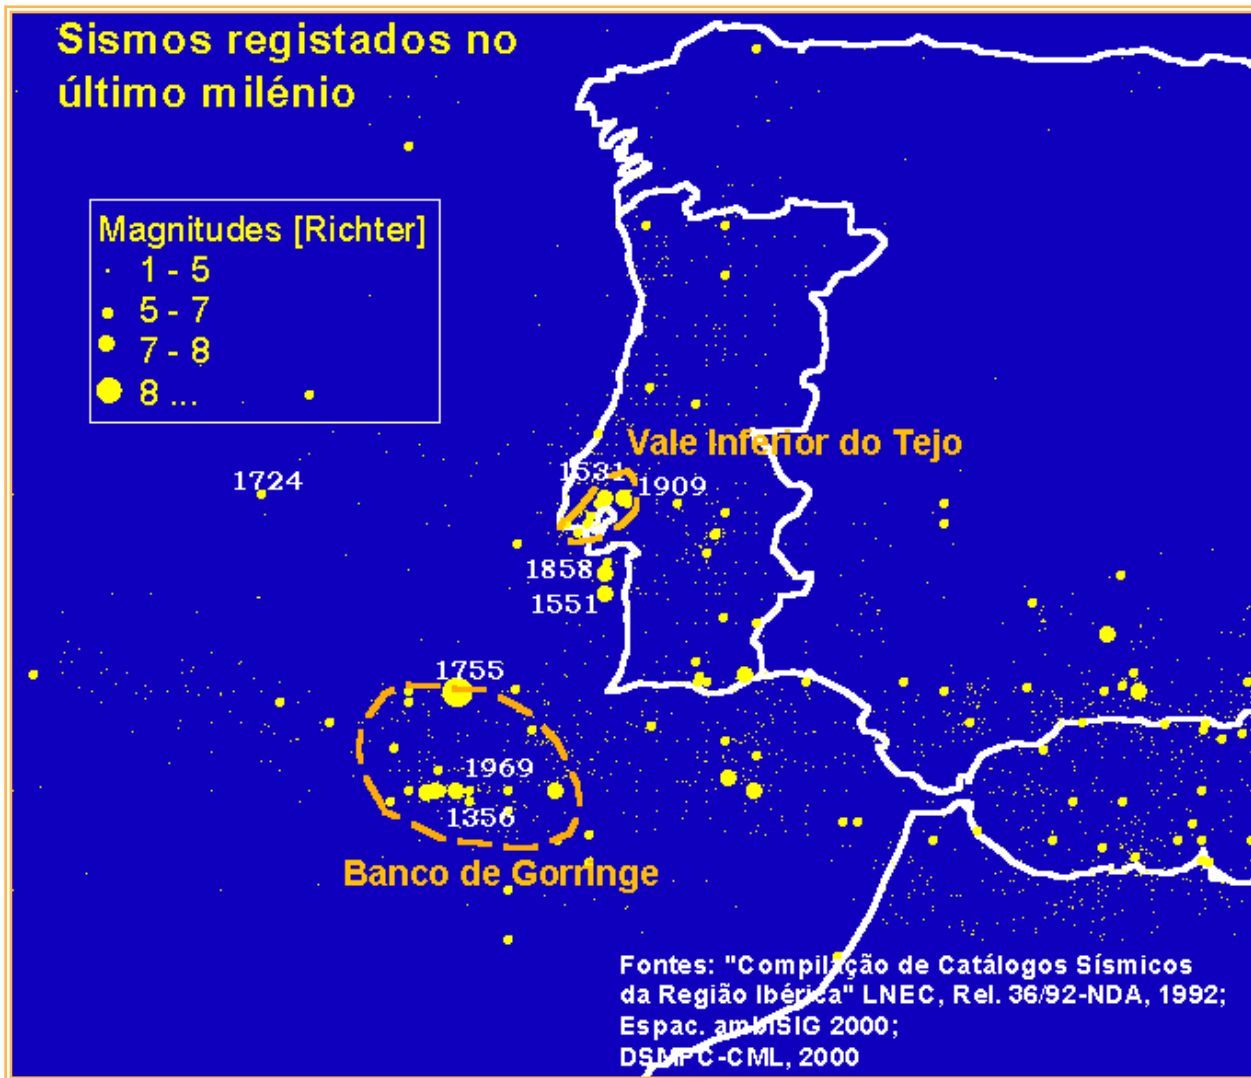 Sismos registados no
último milénio
Magnitudes [Richter]
1 - 5
5 - 7
7 - 8
8 ...
Vale Inferior do Tejo
1531
1909
1724
1858
1551
1755
1969
1356
Banco de Gorringe
Fontes: "Compilação de Catálogos Sísmicos
da Região Ibérica" LNEC, Rel. 36/92-NDA, 1992;
Espac. ambiSIG 2000;
DSMPC-CML, 2000